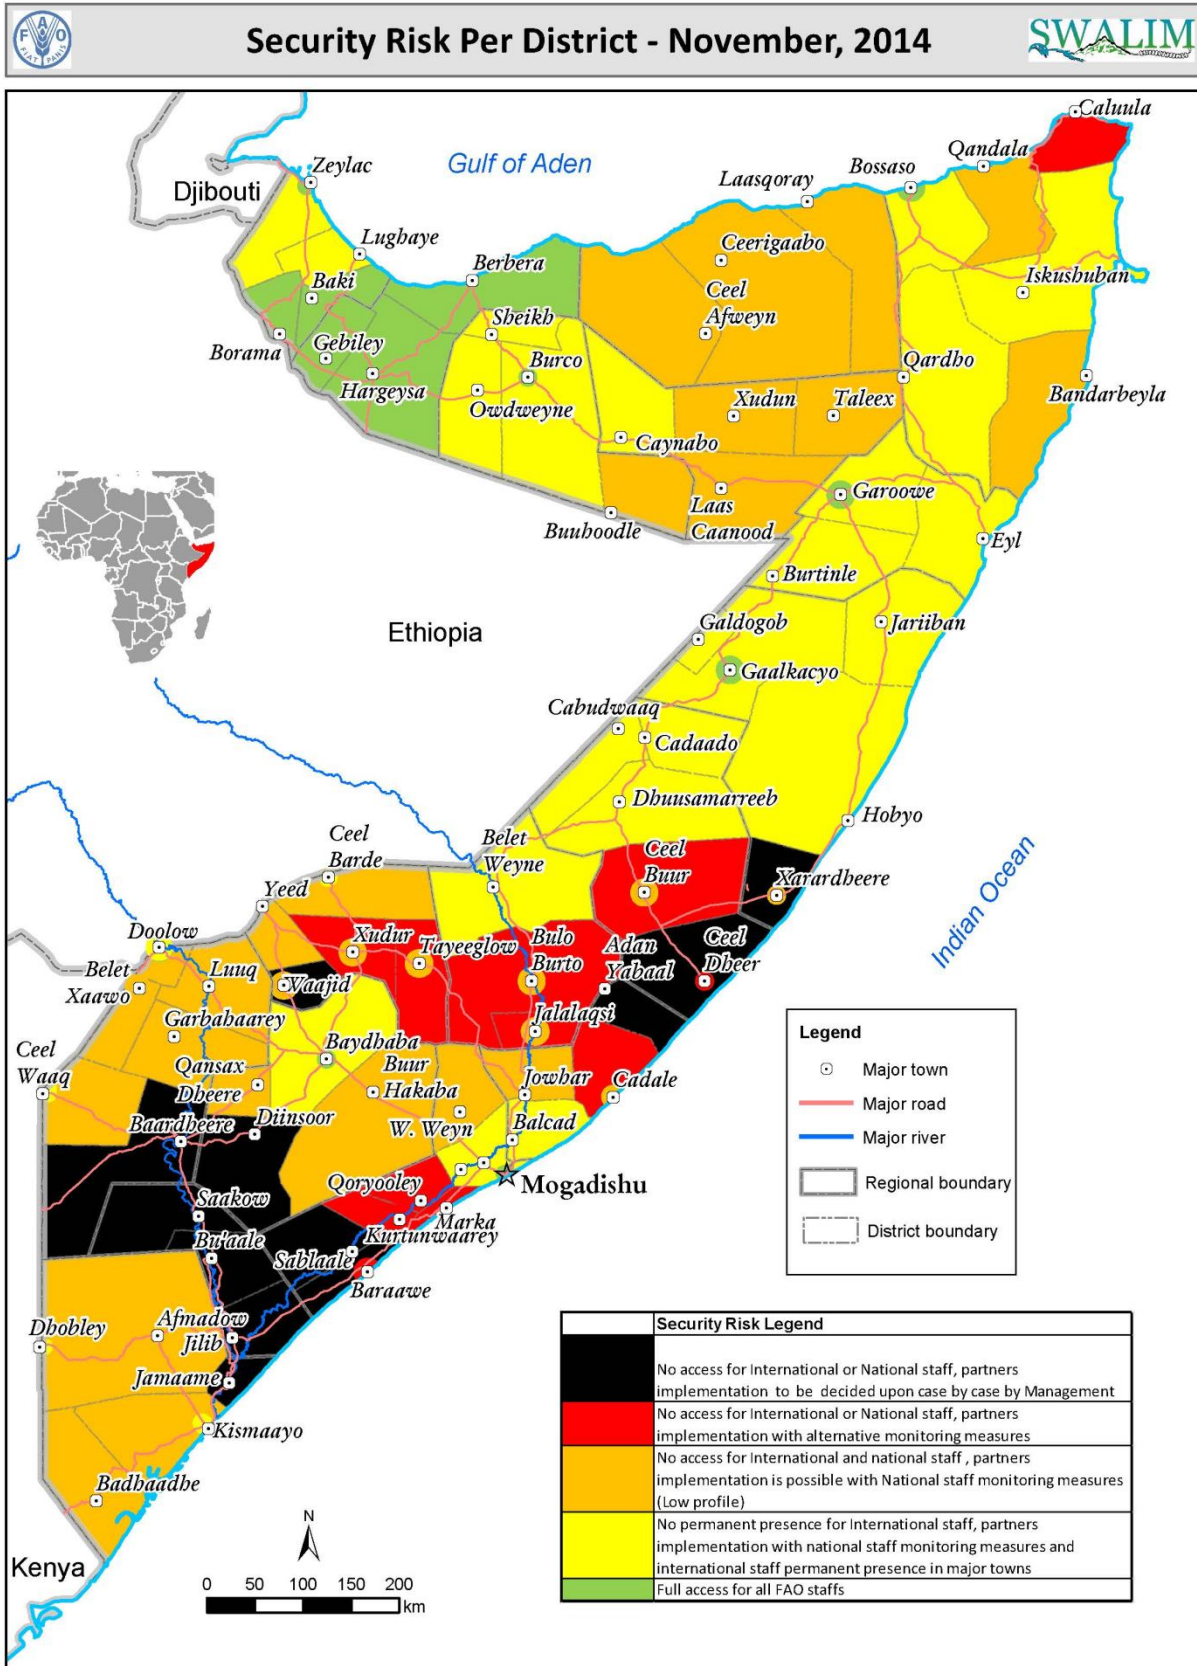 FAO
FIAT PANIS
Security Risk Per District - November, 2014
SWALIM
Caluula
Gulf of Aden
Qandala
Zeylac
Bossaso
Djibouti
Laasqoray
Lughaye
Ceerigaabo
Berbera
Iskushuban
Baki
Ceel
Afweyn
Sheikh
Borama
Gebiley
Burco
Qardho
Hargeysa
Bandarbeyla
Owdweyne
Xudun
Taleex
Caynabo
Garoowe
Laas
Caanood
Buuhoodle
Eyl
Burtinle
Ethiopia
Galdogob
Jariiban
Gaalkacyo
Cabudwaaq
Cadaado
Dhuusamarreeb
Hobyo
Belet
Weyne
Ceel
Barde
Ceel
Buur
Xarardheere
Yeed
Indian Ocean
Doolow
Xudur
Tayeeglow
Bulo
Burto
Adan
Yabaal
Ceel
Dheer
Belet
Xaawo
Luuq
Waajid
Garbahaarey
Jalalaqsi
Baydhaba
Ceel
Waaq
Qansax
Dheere
Buur
Hakaba
Jowhar
Cadale
Baardheere
Diinsoor
W. Weyn
Balcad
Qoryooley
Mogadishu
Saakow
Marka
Kurtunwaarey
Bu'aale
Sablaale
Baraawe
Dhobley
Afmadow
Jilib
Jamaame
Kismaayo
Badhaadhe
Kenya
N
0 50 100 150 200
km
Legend
Major town
Major road
Major river
Regional boundary
District boundary
Security Risk Legend
No access for International or National staff, partners
implementation to be decided upon case by case by Management
No access for International or National staff, partners
implementation with alternative monitoring measures
No access for International and national staff , partners
implementation is possible with National staff monitoring measures
(Low profile)
No permanent presence for International staff, partners
implementation with national staff monitoring measures and
international staff permanent presence in major towns
Full access for all FAO staffs